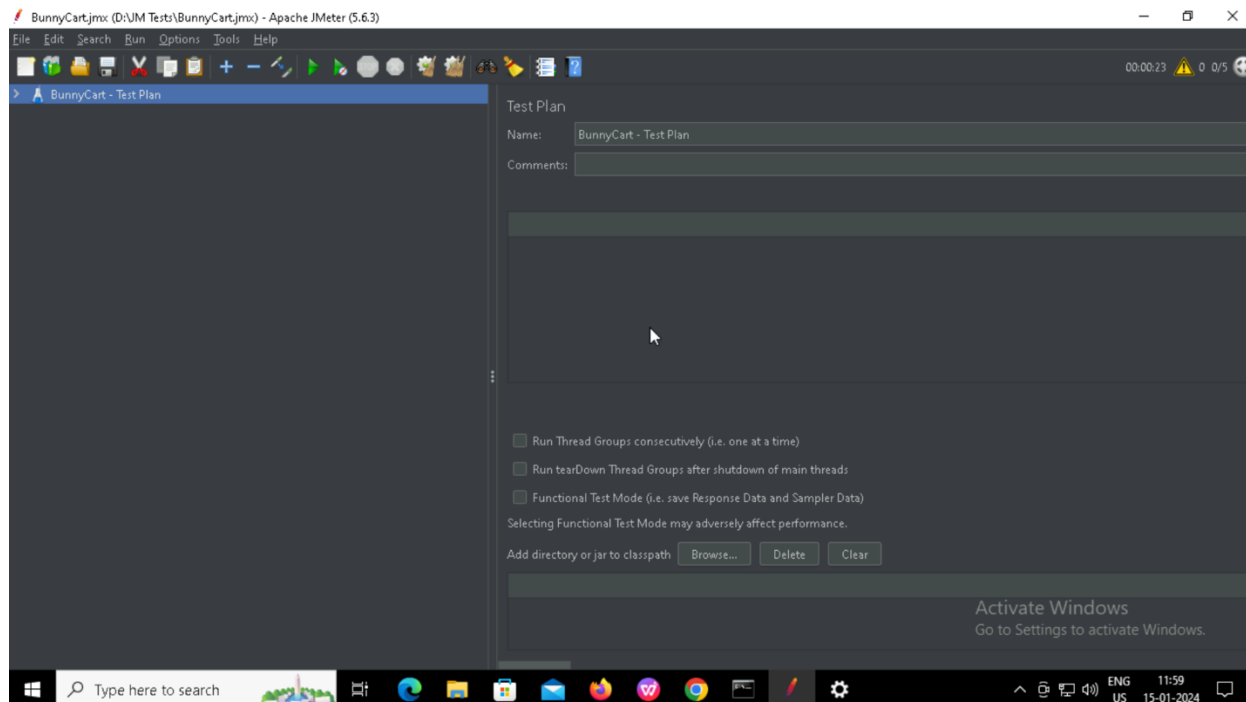 BunnyCart.jmx (D:\JM Tests\BunnyCart.jmx) - Apache JMeter (5.6.3)
File Edit Search Run Options Tools Help
00:00:23 0 0/5
BunnyCart - Test Plan
Test Plan
Name: BunnyCart - Test Plan
Comments:
Run Thread Groups consecutively (i.e. one at a time)
Run tearDown Thread Groups after shutdown of main threads
Functional Test Mode (i.e. save Response Data and Sampler Data)
Selecting Functional Test Mode may adversely affect performance.
Add directory or jar to classpath Browse... Delete Clear
Activate Windows
Go to Settings to activate Windows.
Type here to search
ENG 11:59
US 15-01-2024